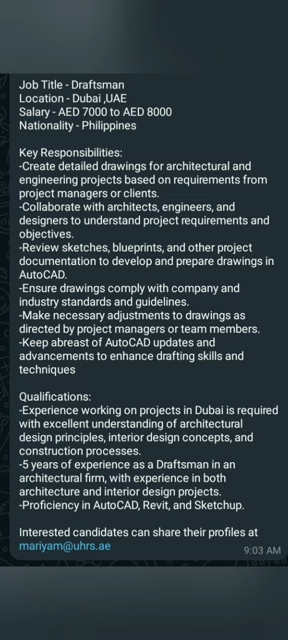 Job Title - Draftsman
Location - Dubai ,UAE
Salary - AED 7000 to AED 8000
Nationality - Philippines
Key Responsibilities:
-Create detailed drawings for architectural and
engineering projects based on requirements from
project managers or clients.
-Collaborate with architects, engineers, and
designers to understand project requirements and
objectives.
-Review sketches, blueprints, and other project
documentation to develop and prepare drawings in
AutoCAD.
-Ensure drawings comply with company and
industry standards and guidelines.
-Make necessary adjustments to drawings as
directed by project managers or team members.
-Keep abreast of AutoCAD updates and
advancements to enhance drafting skills and
techniques
Qualifications:
-Experience working on projects in Dubai is required
with excellent understanding of architectural
design principles, interior design concepts, and
construction processes.
-5 years of experience as a Draftsman in an
architectural firm, with experience in both
architecture and interior design projects.
-Proficiency in AutoCAD, Revit, and Sketchup.
Interested candidates can share their profiles at
mariyam@uhrs.ae
9:03 AM